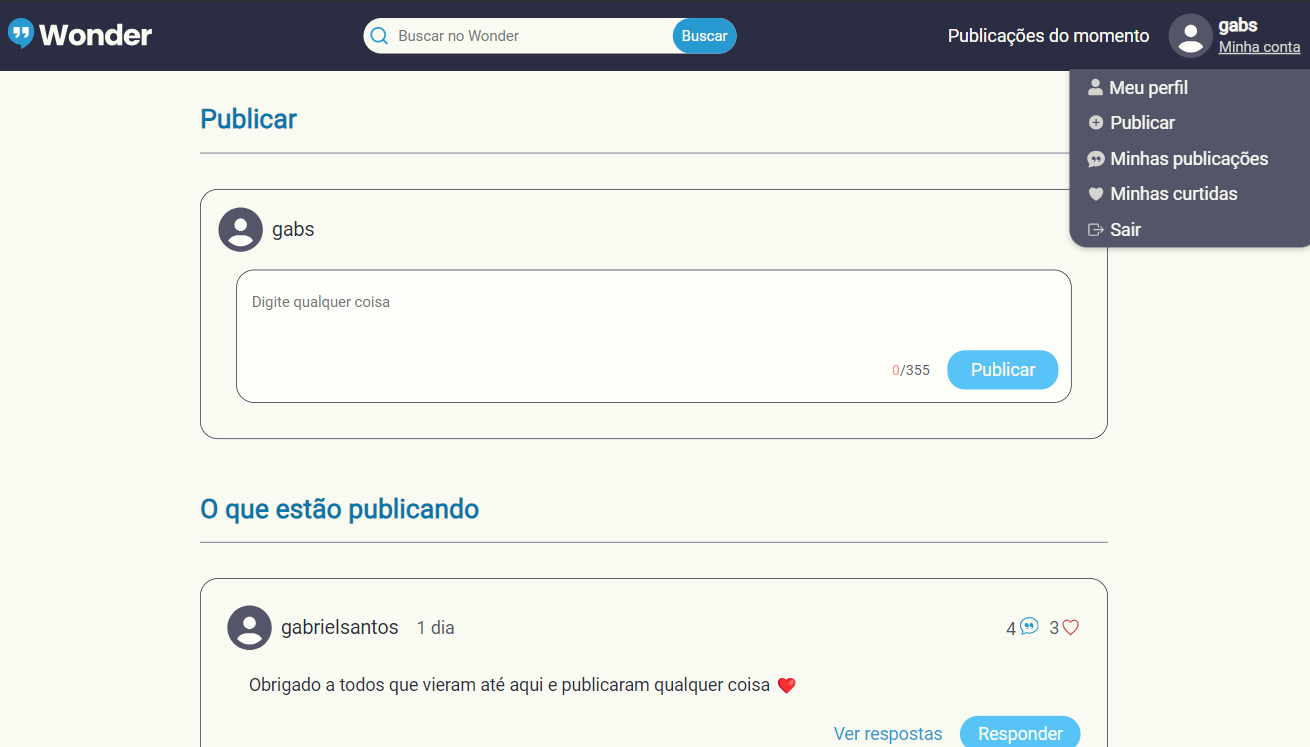 Wonder
Buscar no Wonder
Buscar
Publicações do momento
gabs
Minha conta
Meu perfil
Publicar
Minhas publicações
Minhas curtidas
Sair
Publicar
gabs
Digite qualquer coisa
0/355
Publicar
O que estão publicando
gabrielsantos 1 dia
4 3
Obrigado a todos que vieram até aqui e publicaram qualquer coisa ❤️
Ver respostas
Responder